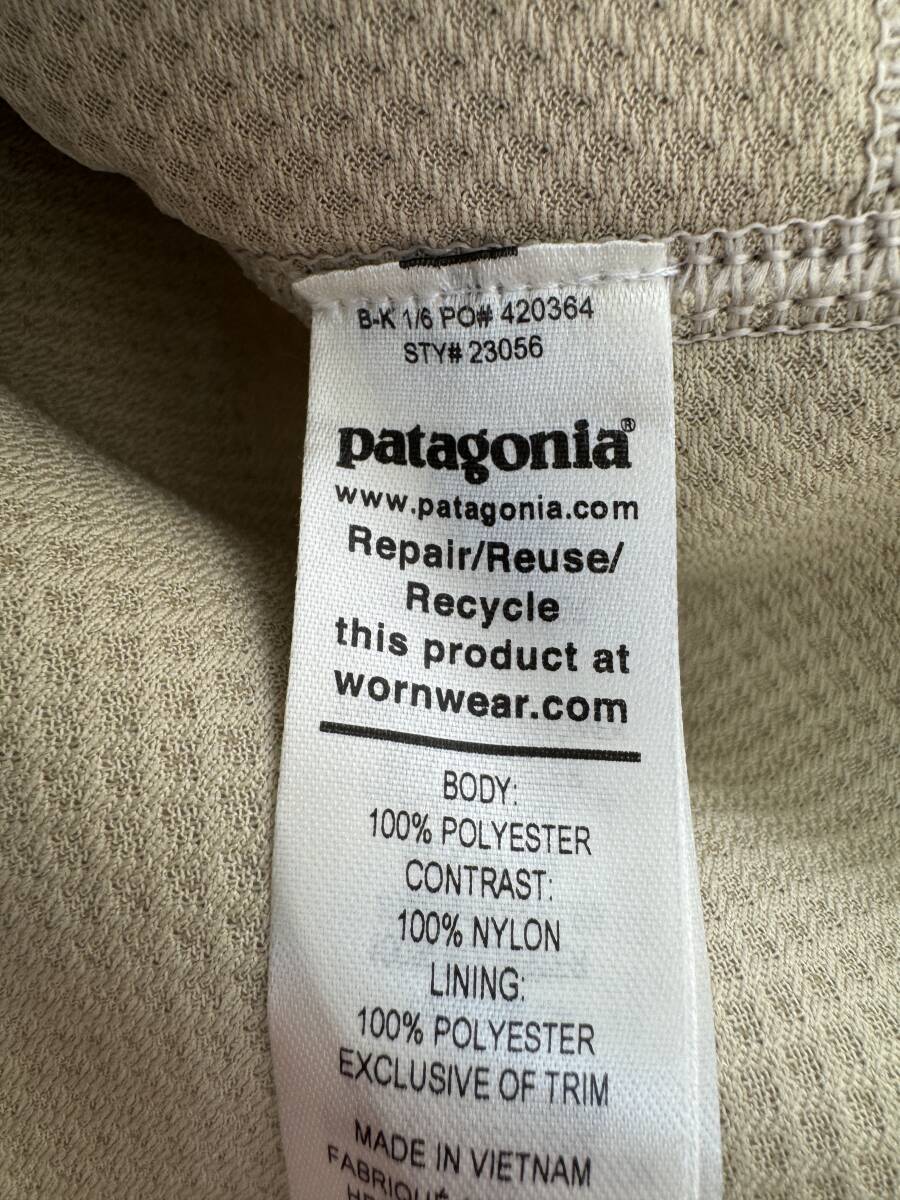 B-K 1/6 PO# 420364
STY# 23056
patagonia®
www.patagonia.com
Repair/Reuse/
Recycle
this product at
wornwear.com
BODY:
100% POLYESTER
CONTRAST:
100% NYLON
LINING:
100% POLYESTER
EXCLUSIVE OF TRIM
MADE IN VIETNAM